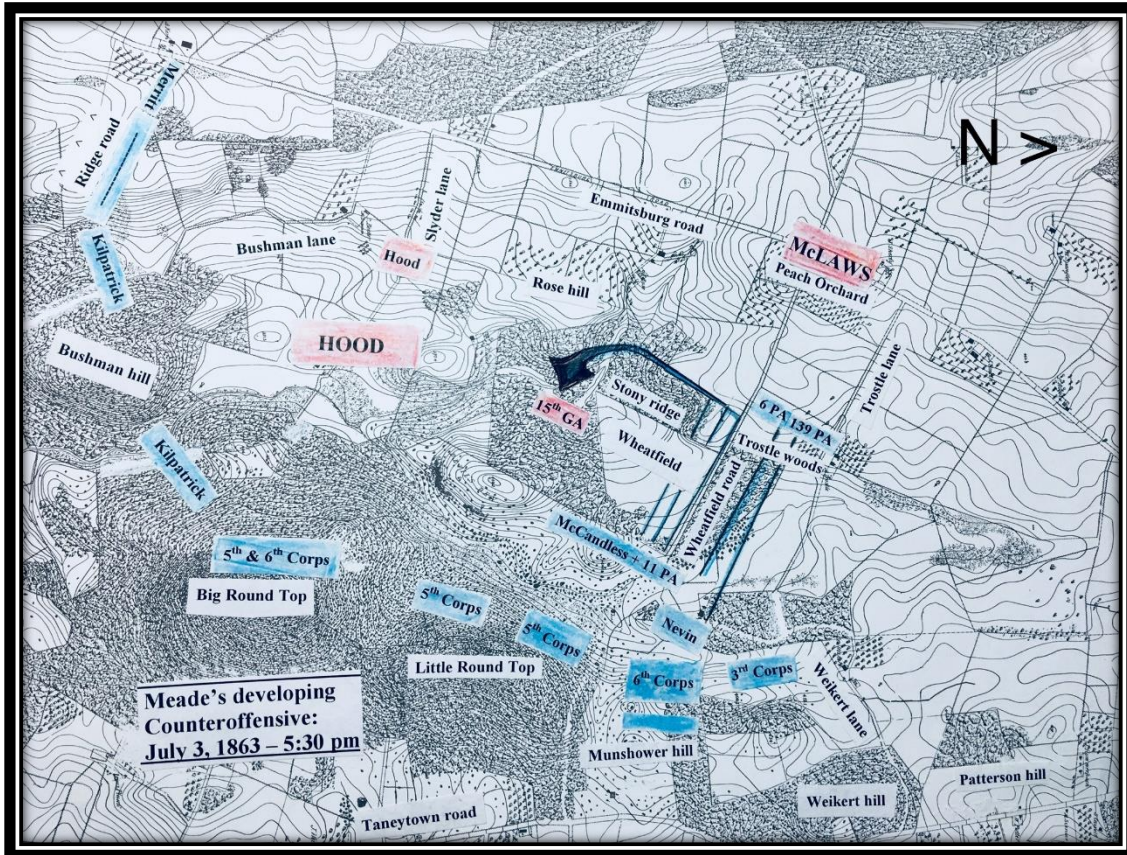 Merritt
Ridge road
N >
Slyder lane
Emmitsburg road
Bushman lane
Kilpatrick
Hood
McLAWS
Peach Orchard
Rose hill
HOOD
Bushman hill
Trostle lane
Stony ridge
15th GA
6 PA 139 PA
Wheatfield
Trostle woods
Kilpatrick
Wheatfield road
McCandless + 11 PA
5th & 6th Corps
Big Round Top
5th Corps
5th Corps
Nevin
Little Round Top
6th Corps
3rd Corps
Weikert lane
Meade's developing
Counteroffensive:
July 3, 1863 – 5:30 pm
Munshower hill
Patterson hill
Weikert hill
Taneytown road